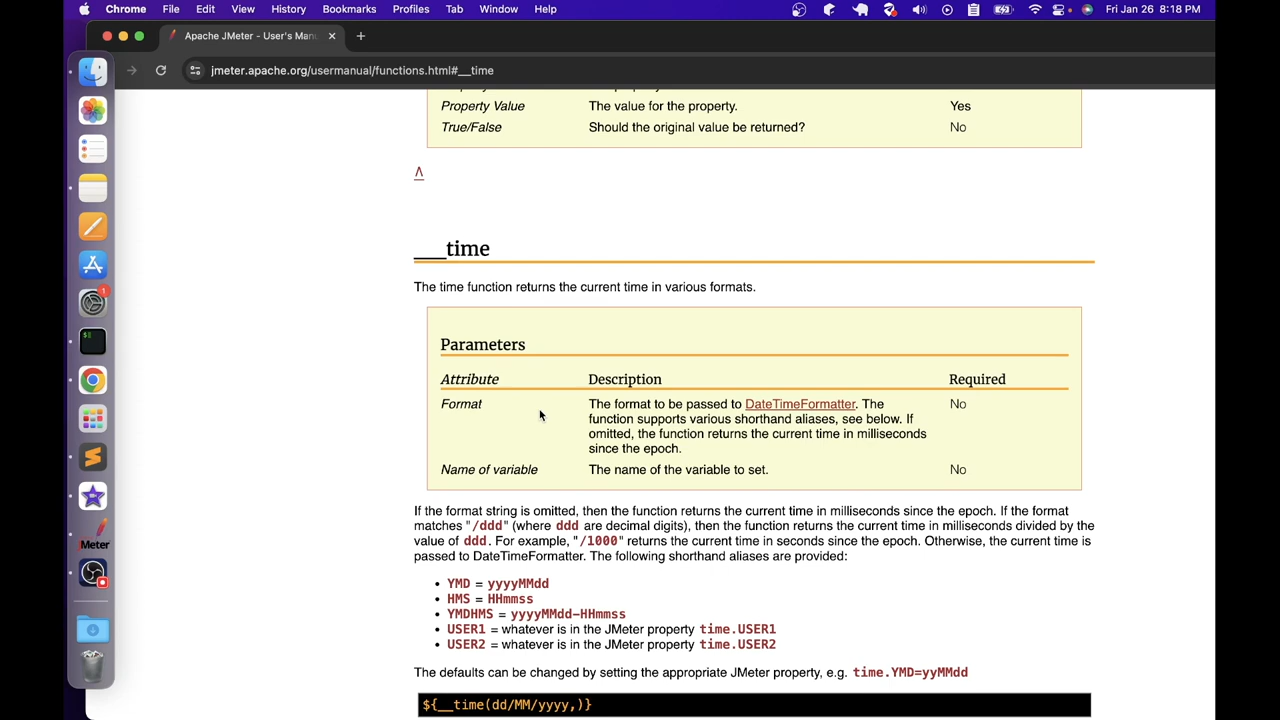 Chrome File Edit View History Bookmarks Profiles Tab Window Help Fri Jan 26 8:18 PM
Apache JMeter - User's Manu
jmeter.apache.org/usermanual/functions.html#__time
Property Value The value for the property. Yes
True/False Should the original value be returned? No
^
__time
The time function returns the current time in various formats.
Parameters
Attribute Description Required
Format The format to be passed to DateTimeFormatter. The No
function supports various shorthand aliases, see below. If
omitted, the function returns the current time in milliseconds
since the epoch.
Name of variable The name of the variable to set. No
If the format string is omitted, then the function returns the current time in milliseconds since the epoch. If the format
matches "/ddd" (where ddd are decimal digits), then the function returns the current time in milliseconds divided by the
value of ddd. For example, "/1000" returns the current time in seconds since the epoch. Otherwise, the current time is
passed to DateTimeFormatter. The following shorthand aliases are provided:
• YMD = yyyyMMdd
• HMS = HHmmss
• YMDHMS = yyyyMMdd-HHmmss
• USER1 = whatever is in the JMeter property time.USER1
• USER2 = whatever is in the JMeter property time.USER2
The defaults can be changed by setting the appropriate JMeter property, e.g. time.YMD=yyMMdd
${__time(dd/MM/yyyy,)}
1
JMeter